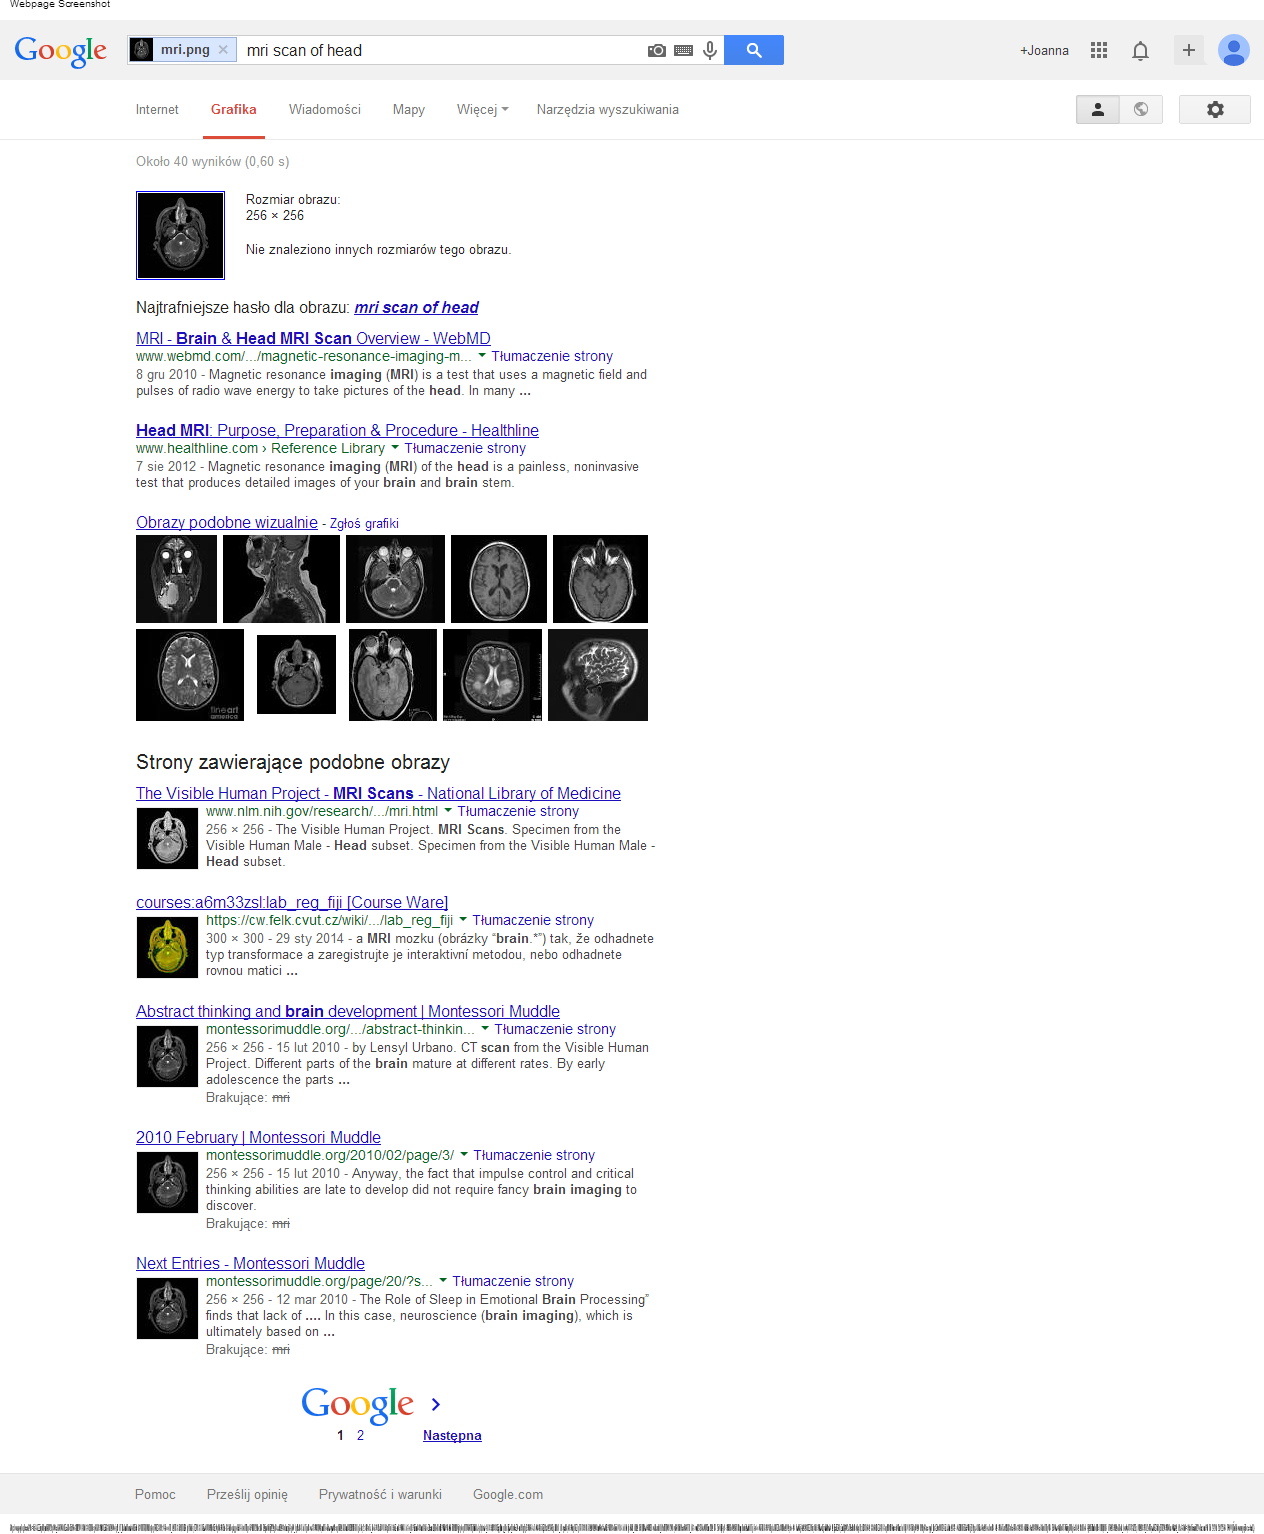 Webpage Screenshot
Google
mri.png × mri scan of head
+Joanna
Internet Grafika Wiadomości Mapy Więcej Narzędzia wyszukiwania
Około 40 wyników (0,60 s)
Rozmiar obrazu:
256 × 256
Nie znaleziono innych rozmiarów tego obrazu.
Najtrafniejsze hasło dla obrazu: mri scan of head
MRI - Brain & Head MRI Scan Overview - WebMD
www.webmd.com/.../magnetic-resonance-imaging-m... Tłumaczenie strony
8 gru 2010 - Magnetic resonance imaging (MRI) is a test that uses a magnetic field and
pulses of radio wave energy to take pictures of the head. In many ...
Head MRI: Purpose, Preparation & Procedure - Healthline
www.healthline.com › Reference Library Tłumaczenie strony
7 sie 2012 - Magnetic resonance imaging (MRI) of the head is a painless, noninvasive
test that produces detailed images of your brain and brain stem.
Obrazy podobne wizualnie - Zgłoś grafiki
fineart
america
Strony zawierające podobne obrazy
The Visible Human Project - MRI Scans - National Library of Medicine
www.nlm.nih.gov/research/.../mri.html Tłumaczenie strony
256 × 256 - The Visible Human Project. MRI Scans. Specimen from the
Visible Human Male - Head subset. Specimen from the Visible Human Male -
Head subset.
courses:a6m33zsl:lab_reg_fiji [Course Ware]
https://cw.felk.cvut.cz/wiki/.../lab_reg_fiji Tłumaczenie strony
300 × 300 - 29 sty 2014 - a MRI mozku (obrázky “brain.*”) tak, že odhadnete
typ transformace a zaregistrujte je interaktivní metodou, nebo odhadnete
rovnou matici ...
Abstract thinking and brain development | Montessori Muddle
montessorimuddle.org/.../abstract-thinkin... Tłumaczenie strony
256 × 256 - 15 lut 2010 - by Lensyl Urbano. CT scan from the Visible Human
Project. Different parts of the brain mature at different rates. By early
adolescence the parts ...
Brakujące: mri
2010 February | Montessori Muddle
montessorimuddle.org/2010/02/page/3/ Tłumaczenie strony
256 × 256 - 15 lut 2010 - Anyway, the fact that impulse control and critical
thinking abilities are late to develop did not require fancy brain imaging to
discover.
Brakujące: mri
Next Entries - Montessori Muddle
montessorimuddle.org/page/20/?s... Tłumaczenie strony
256 × 256 - 12 mar 2010 - The Role of Sleep in Emotional Brain Processing”
finds that lack of .... In this case, neuroscience (brain imaging), which is
ultimately based on ...
Brakujące: mri
Google
1 2 Następna
Pomoc Prześlij opinię Prywatność i warunki Google.com